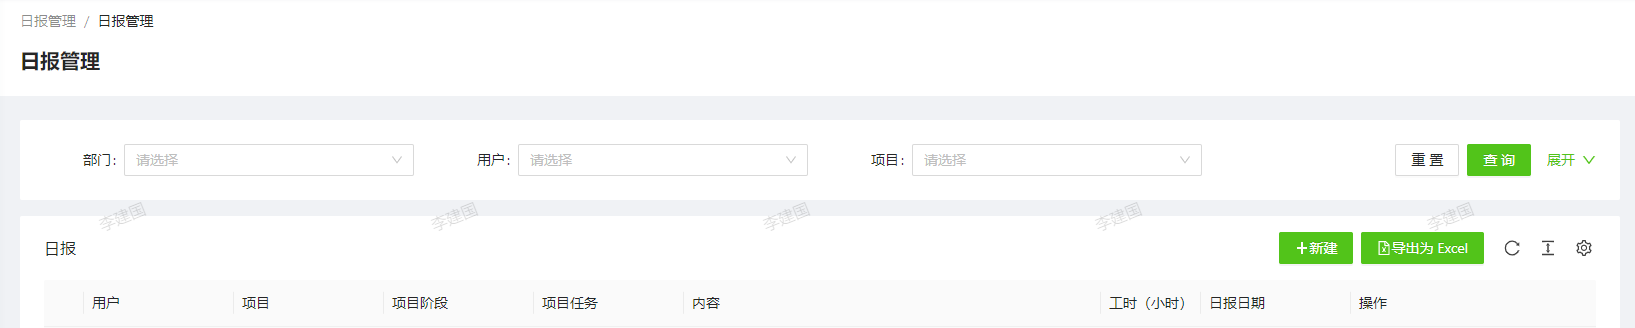 日报管理 / 日报管理
日报管理
部门: 请选择 用户: 请选择 项目: 请选择 重 置 查 询 展开
李建国 李建国 李建国 李建国 李建国
日报 +新建 导出为 Excel
用户 项目 项目阶段 项目任务 内容 工时（小时） 日报日期 操作